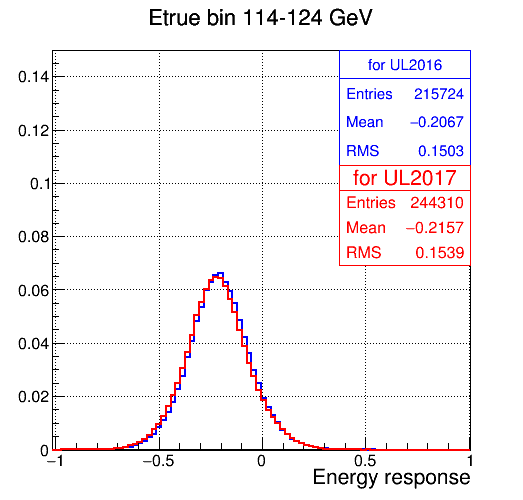 Etrue bin 114-124 GeV
for UL2016
Entries 215724
Mean −0.2067
RMS 0.1503
for UL2017
Entries 244310
Mean −0.2157
RMS 0.1539
0.14
0.12
0.1
0.08
0.06
0.04
0.02
0
−1 −0.5 0 0.5 1
Energy response